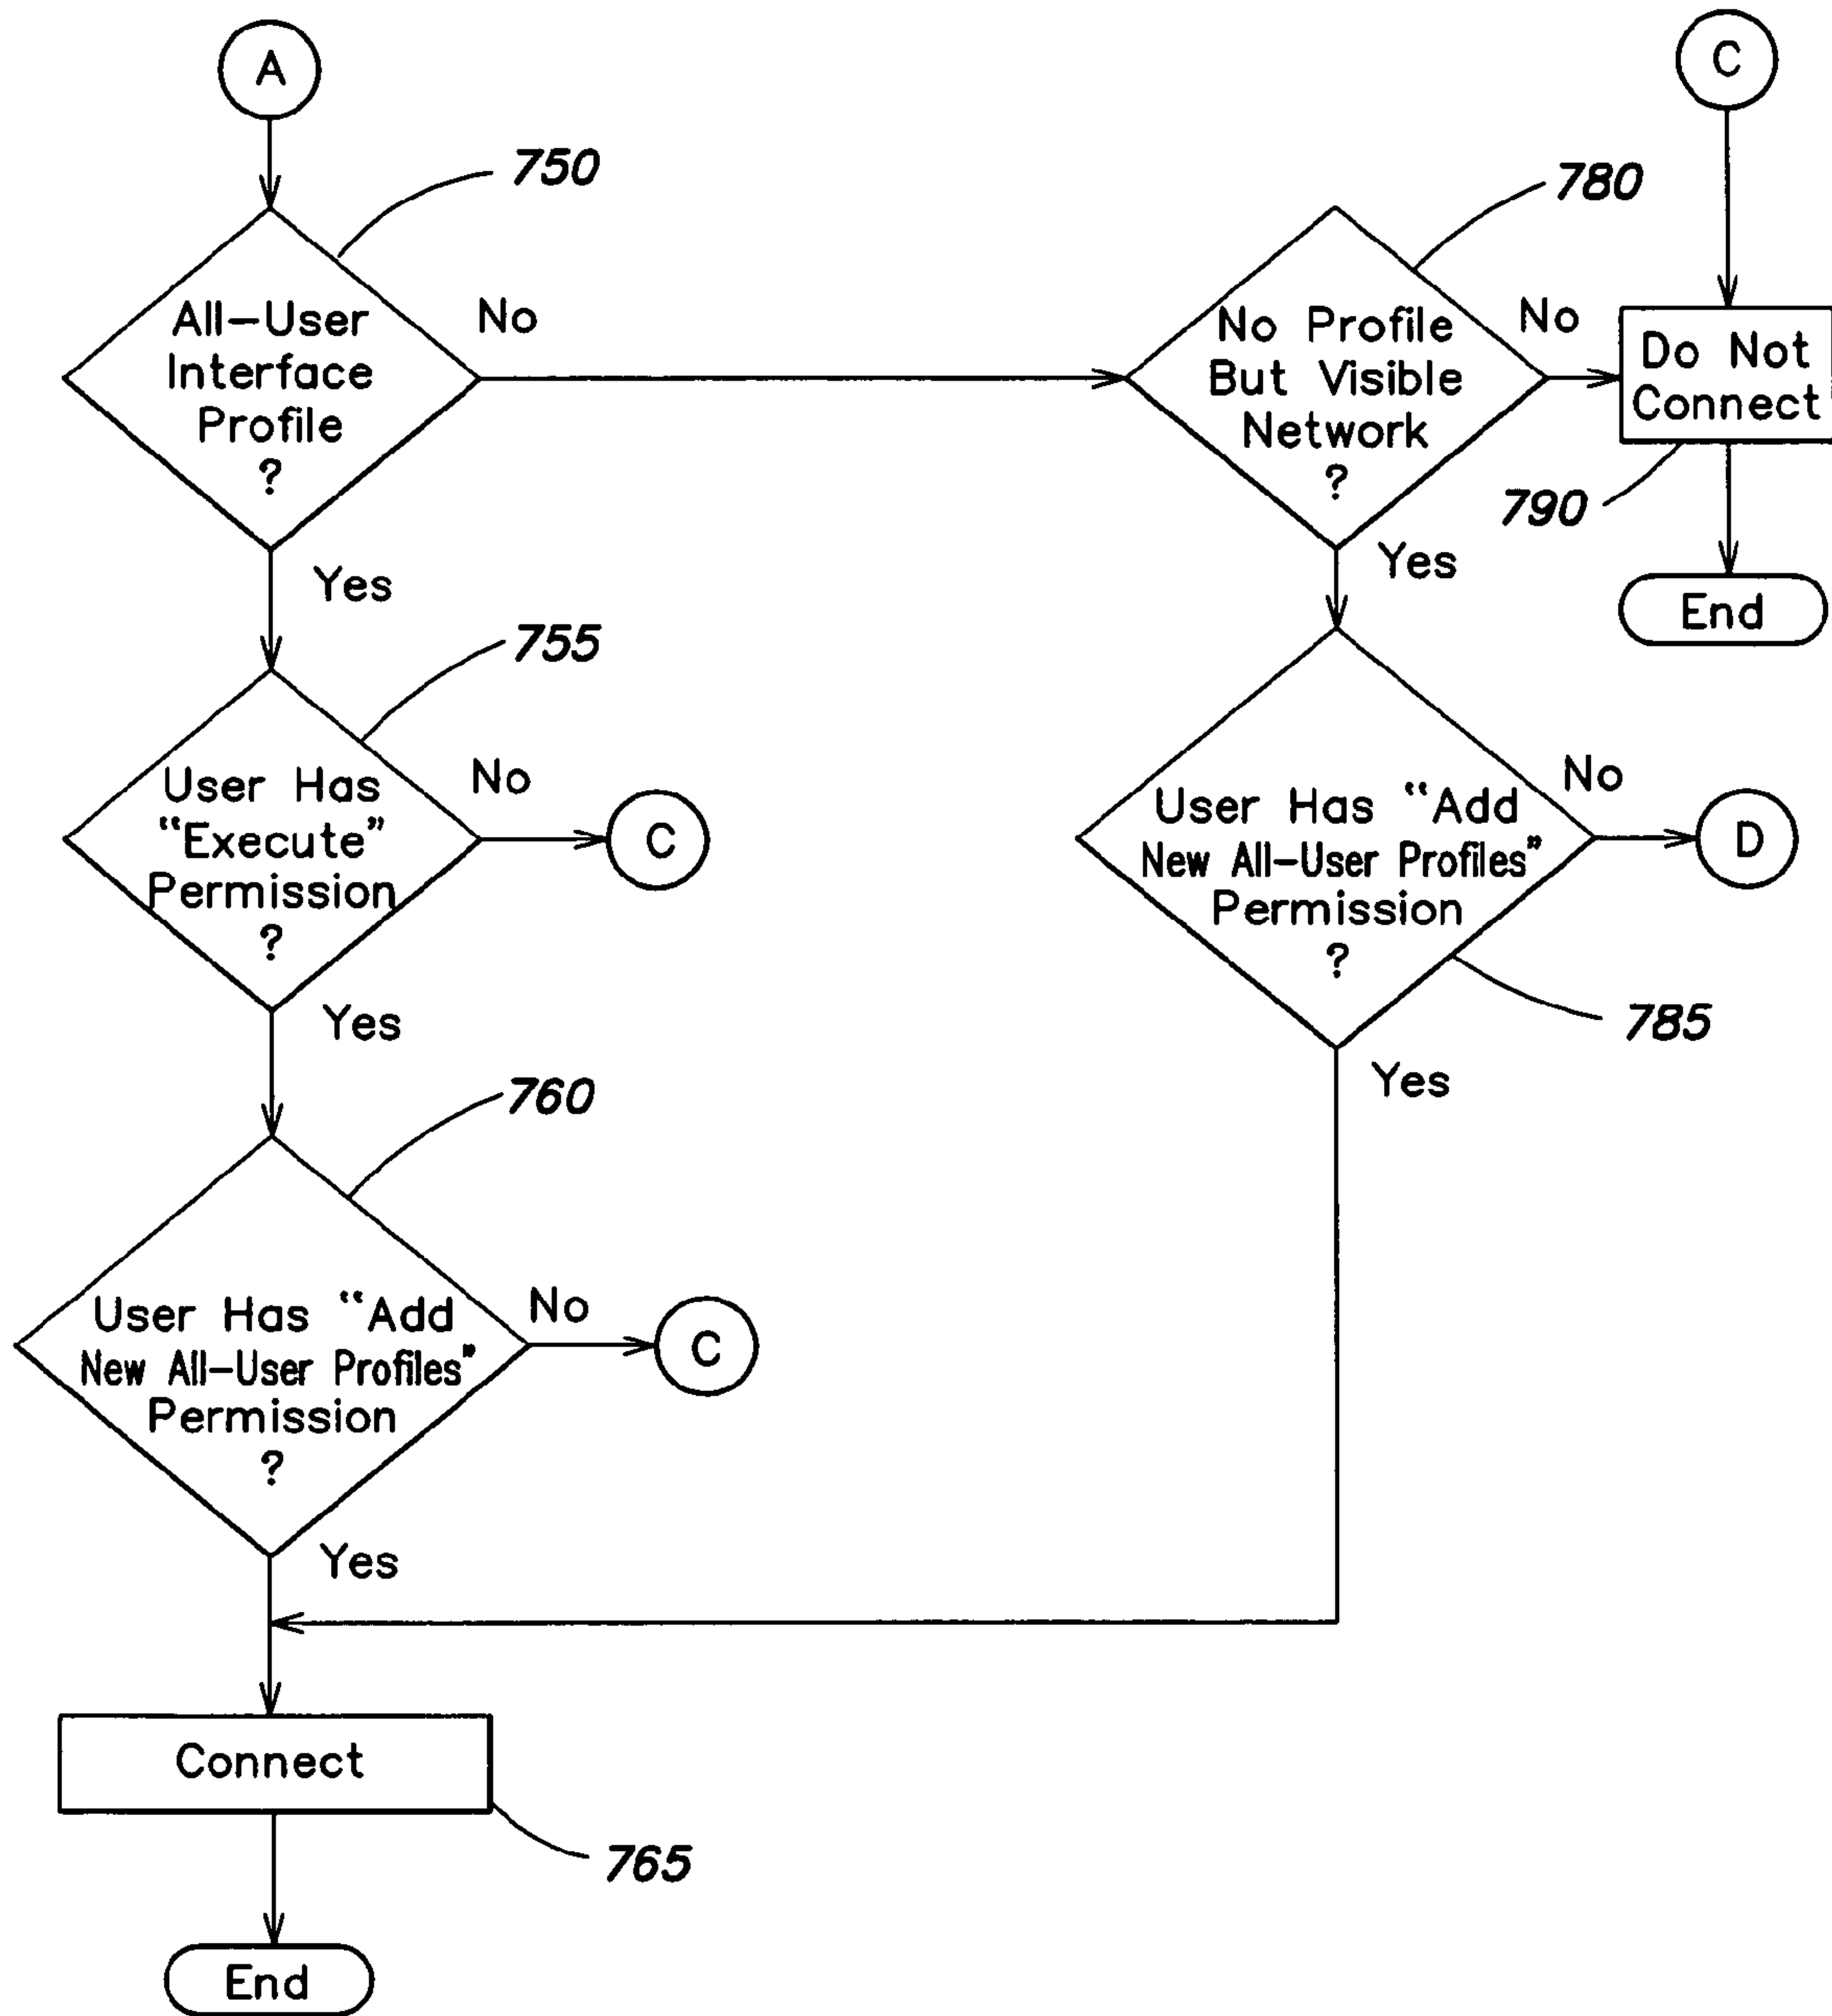 A
C
750
780
All-User
Interface
Profile
?
No
No Profile
But Visible
Network
?
No
Do Not
Connect
790
Yes
Yes
End
755
User Has
"Execute"
Permission
?
No
C
User Has "Add
New All-User Profiles"
Permission
?
No
D
785
Yes
Yes
760
User Has "Add
New All-User Profiles"
Permission
?
No
C
Yes
Connect
765
End